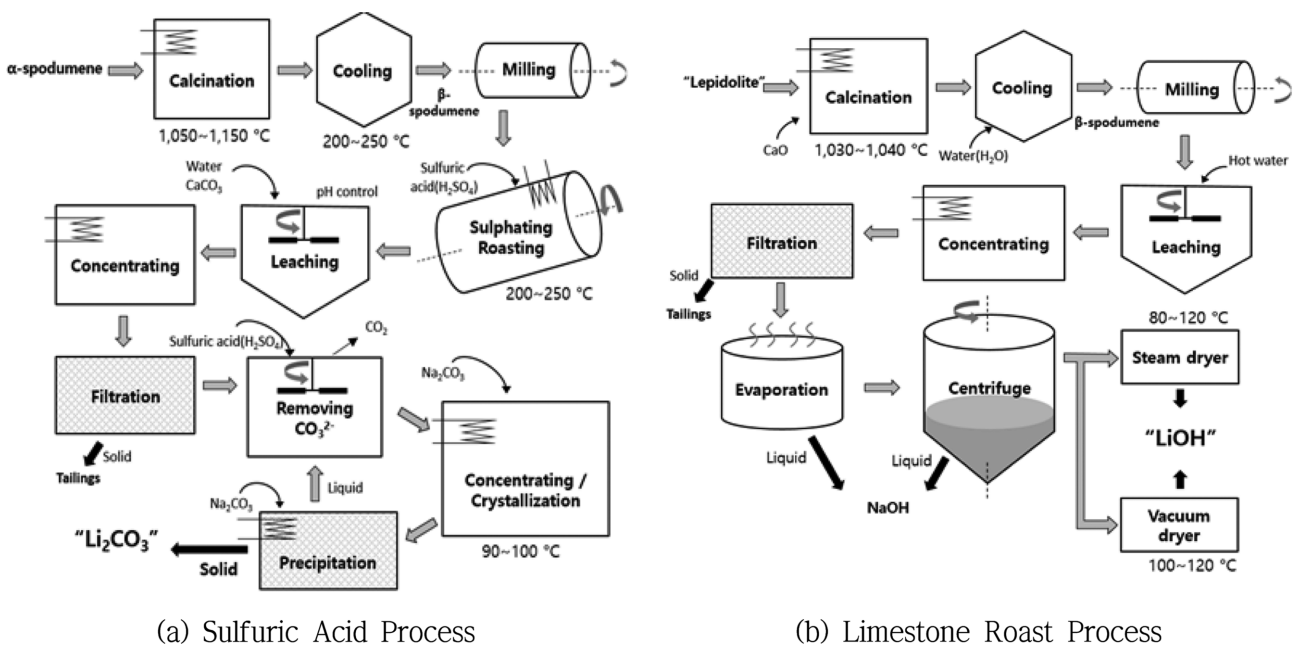 α-spodumene
Calcination
1,050~1,150 ℃
Cooling
200~250 ℃
β-
spodumene
Milling
Sulfuric
acid(H₂SO₄)
Sulphating
Roasting
200~250 ℃
Water
CaCO₃
pH control
Leaching
Concentrating
Filtration
Solid
Tailings
Sulfuric acid(H₂SO₄)
CO₂
Removing
CO₃²⁻
Na₂CO₃
Concentrating /
Crystallization
90~100 ℃
Liquid
Na₂CO₃
Precipitation
Solid
“Li₂CO₃”
(a) Sulfuric Acid Process
“Lepidolite”
CaO
Calcination
1,030~1,040 ℃
Cooling
Water(H₂O)
β-spodumene
Milling
Hot water
Leaching
80~120 ℃
Concentrating
Filtration
Solid
Tailings
Evaporation
Liquid
Centrifuge
Liquid
NaOH
Steam dryer
“LiOH”
Vacuum
dryer
100~120 ℃
(b) Limestone Roast Process